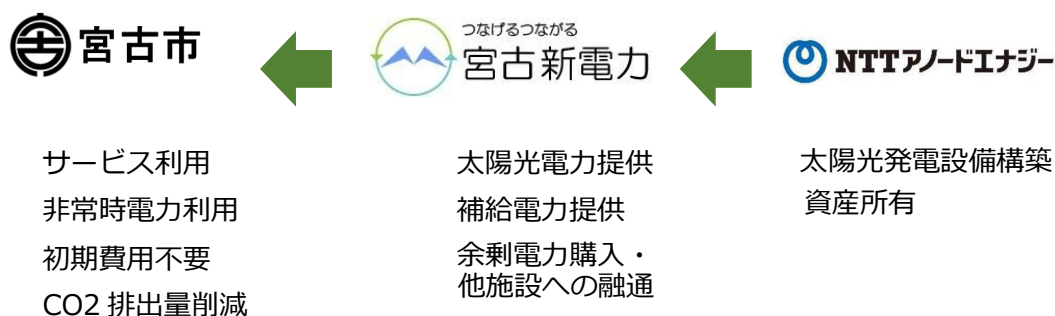 宮古市
つなげるつながる
宮古新電力
NTTアノードエナジー
サービス利用
非常時電力利用
初期費用不要
CO2 排出量削減
太陽光電力提供
補給電力提供
余剰電力購入・
他施設への融通
太陽光発電設備構築
資産所有